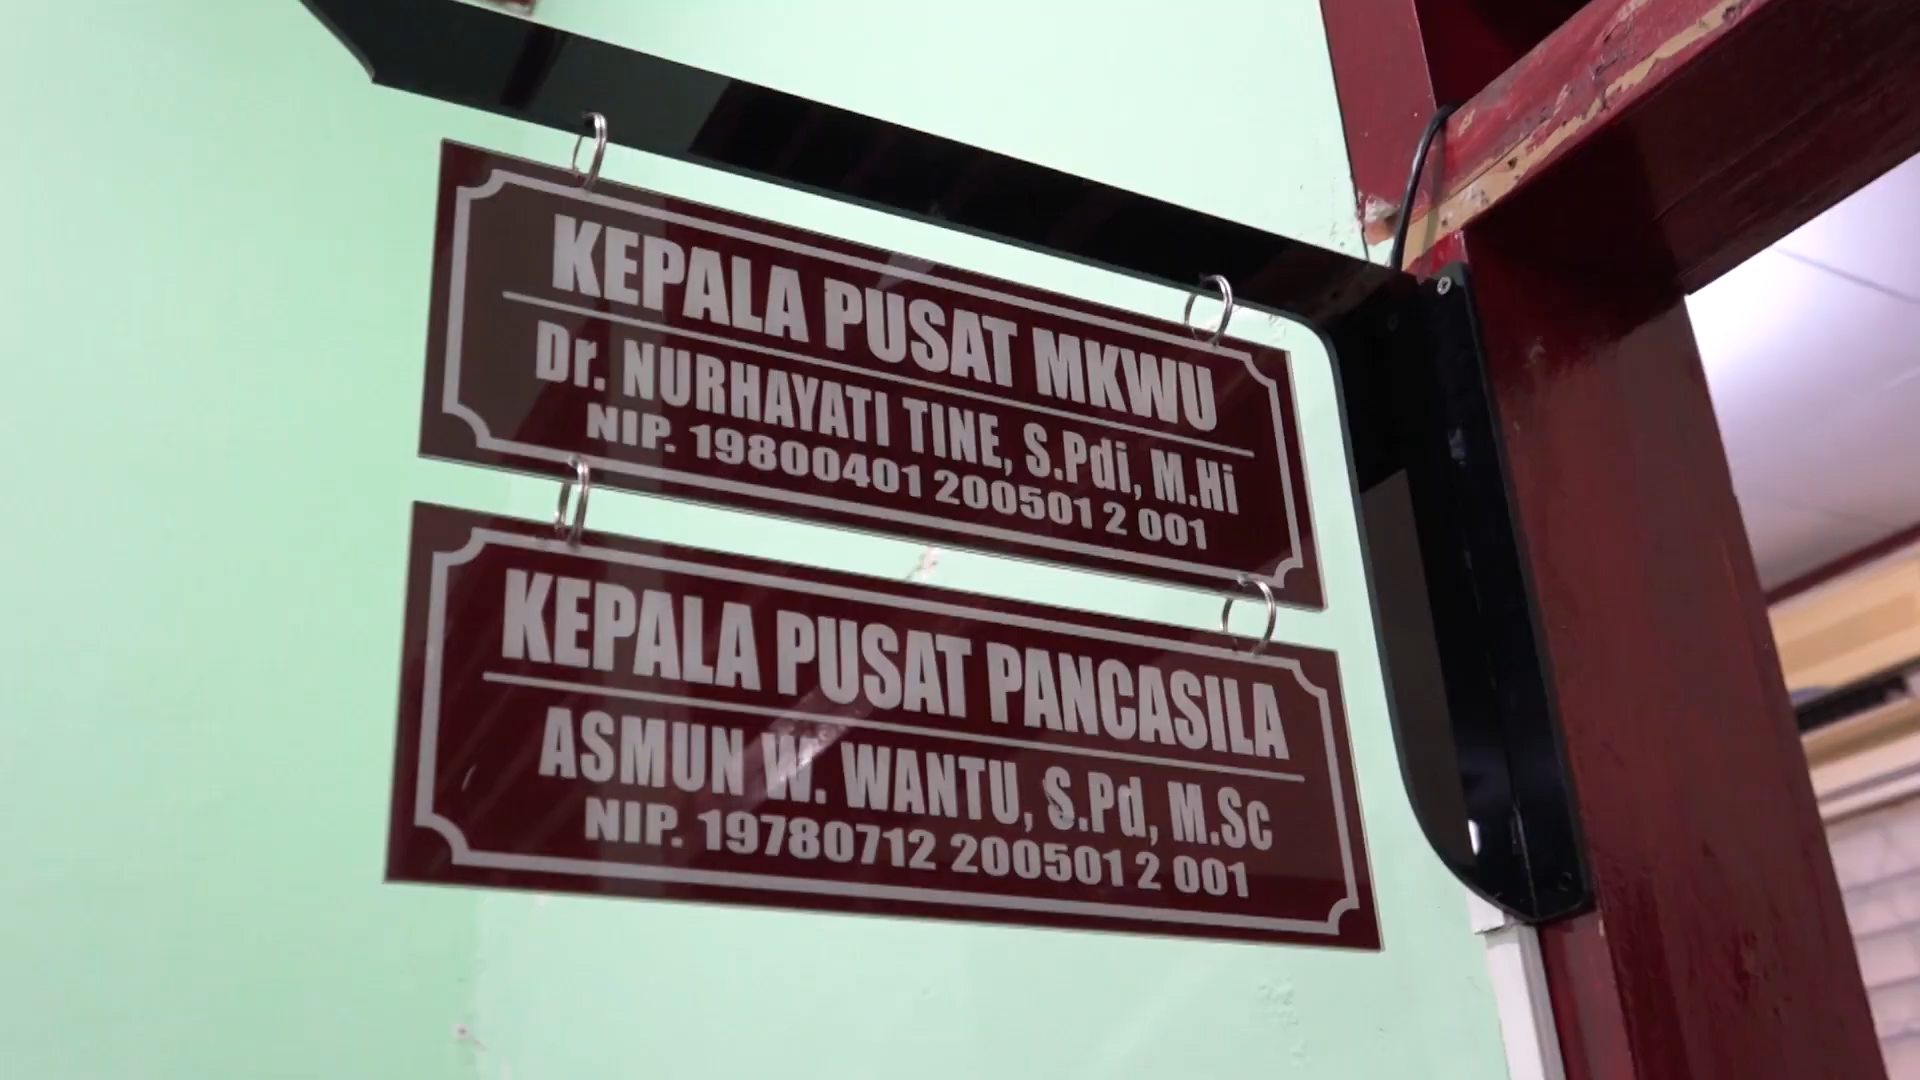 KEPALA PUSAT MKWU
Dr. NURHAYATI TINE, S.Pdi, M.Hi
NIP. 19800401 200501 2 001
KEPALA PUSAT PANCASILA
ASMUN W. WANTU, S.Pd, M.Sc
NIP. 19780712 200501 2 001